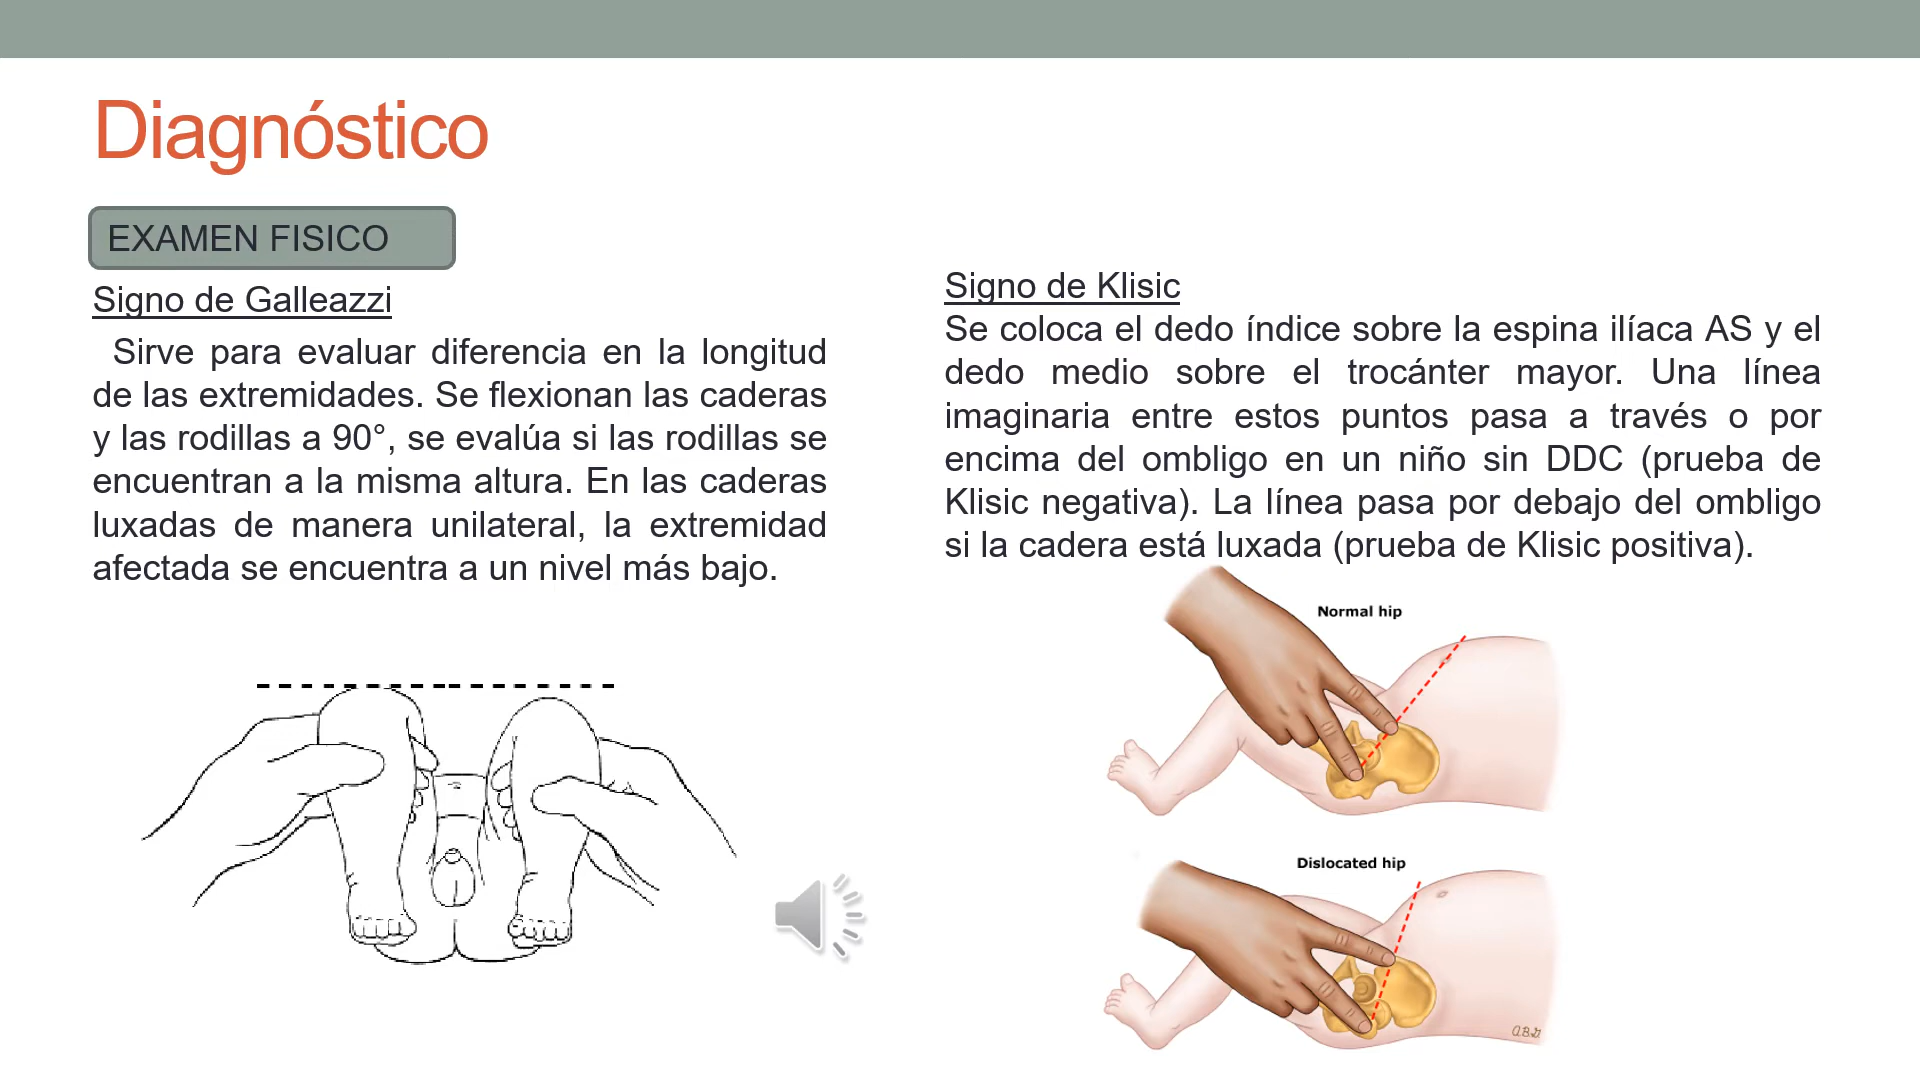 Diagnóstico
EXAMEN FISICO
Signo de Galleazzi
Sirve para evaluar diferencia en la longitud
de las extremidades. Se flexionan las caderas
y las rodillas a 90°, se evalúa si las rodillas se
encuentran a la misma altura. En las caderas
luxadas de manera unilateral, la extremidad
afectada se encuentra a un nivel más bajo.
Signo de Klisic
Se coloca el dedo índice sobre la espina ilíaca AS y el
dedo medio sobre el trocánter mayor. Una línea
imaginaria entre estos puntos pasa a través o por
encima del ombligo en un niño sin DDC (prueba de
Klisic negativa). La línea pasa por debajo del ombligo
si la cadera está luxada (prueba de Klisic positiva).
Normal hip
Dislocated hip